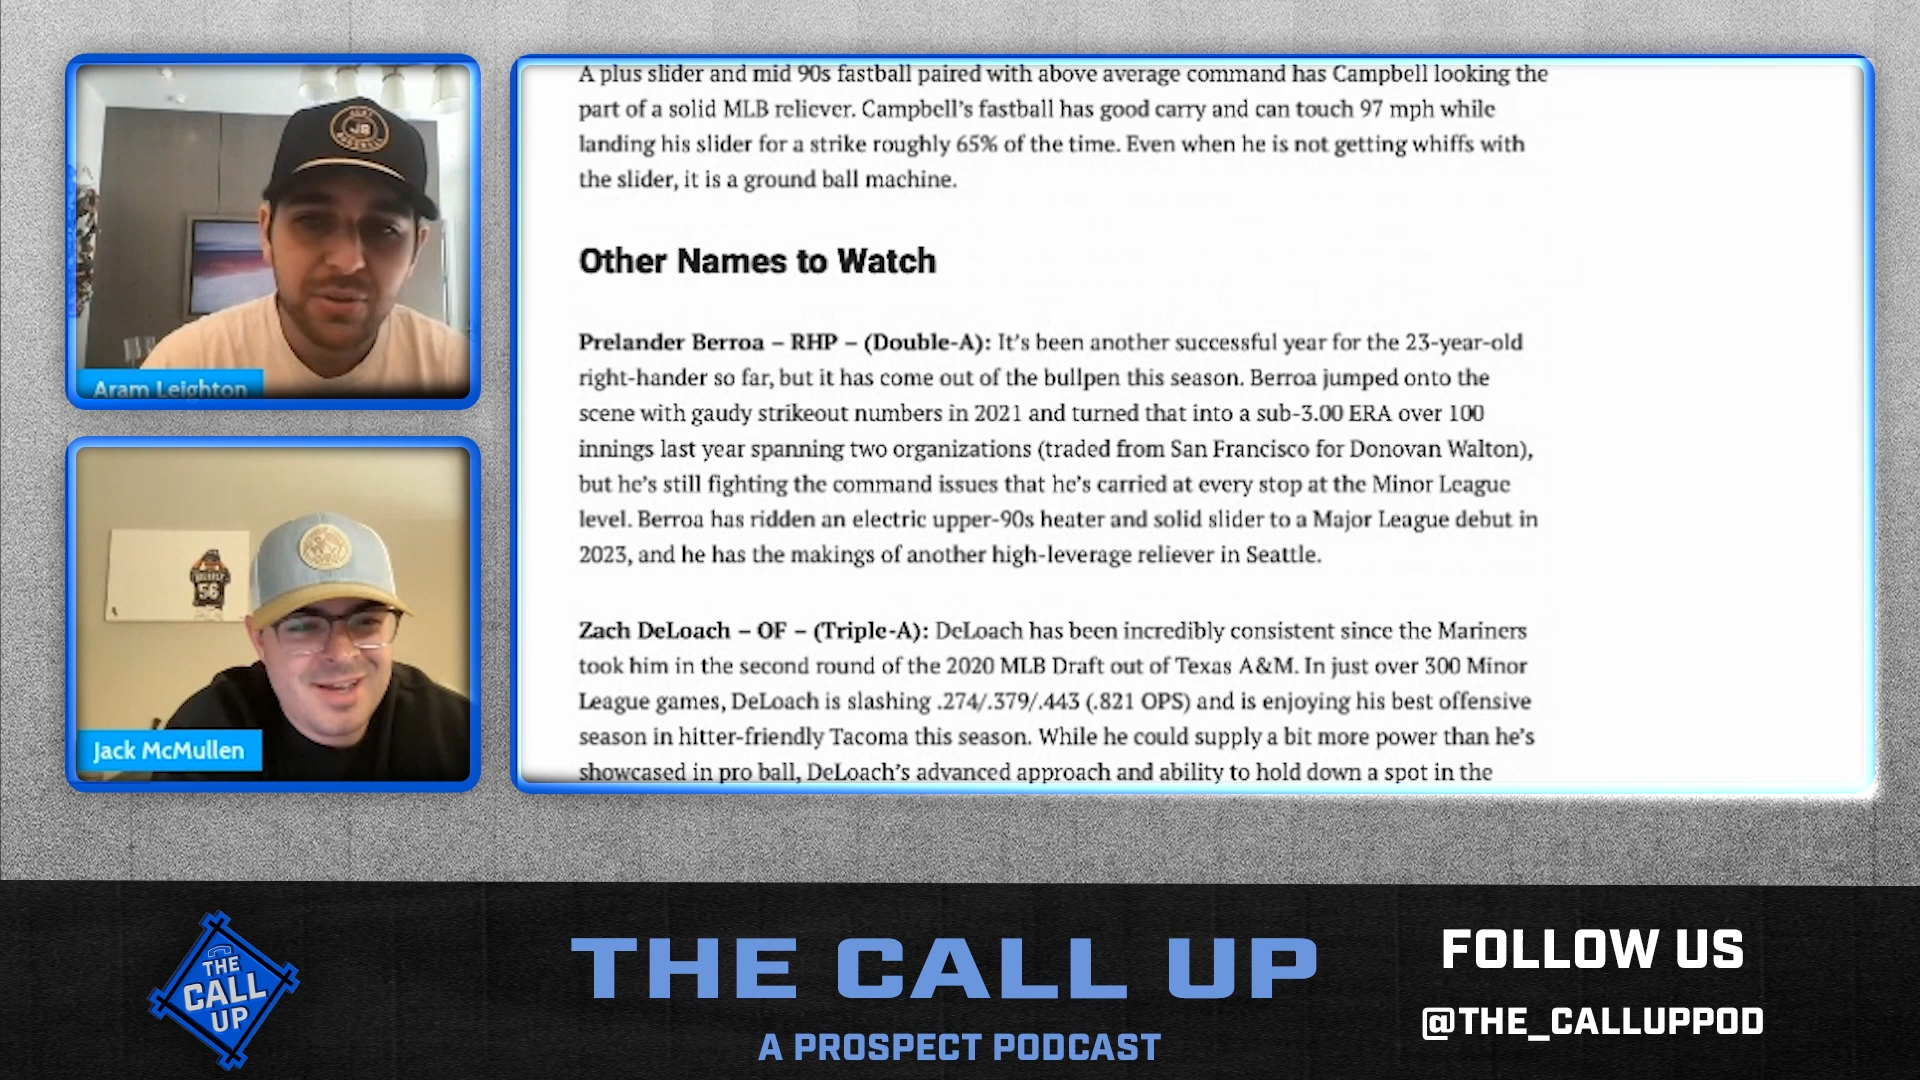 A plus slider and mid 90s fastball paired with above average command has Campbell looking the
part of a solid MLB reliever. Campbell's fastball has good carry and can touch 97 mph while
landing his slider for a strike roughly 65% of the time. Even when he is not getting whiffs with
the slider, it is a ground ball machine.
Other Names to Watch
Prelander Berroa – RHP – (Double-A): It's been another successful year for the 23-year-old
right-hander so far, but it has come out of the bullpen this season. Berroa jumped onto the
scene with gaudy strikeout numbers in 2021 and turned that into a sub-3.00 ERA over 100
innings last year spanning two organizations (traded from San Francisco for Donovan Walton),
but he's still fighting the command issues that he's carried at every stop at the Minor League
level. Berroa has ridden an electric upper-90s heater and solid slider to a Major League debut in
2023, and he has the makings of another high-leverage reliever in Seattle.
Zach DeLoach – OF – (Triple-A): DeLoach has been incredibly consistent since the Mariners
took him in the second round of the 2020 MLB Draft out of Texas A&M. In just over 300 Minor
League games, DeLoach is slashing .274/.379/.443 (.821 OPS) and is enjoying his best offensive
season in hitter-friendly Tacoma this season. While he could supply a bit more power than he's
showcased in pro ball, DeLoach's advanced approach and ability to hold down a spot in the
JB
Aram Leighton
56
Jack McMullen
THE
CALL
UP
THE CALL UP
A PROSPECT PODCAST
FOLLOW US
@THE_CALLUPPOD